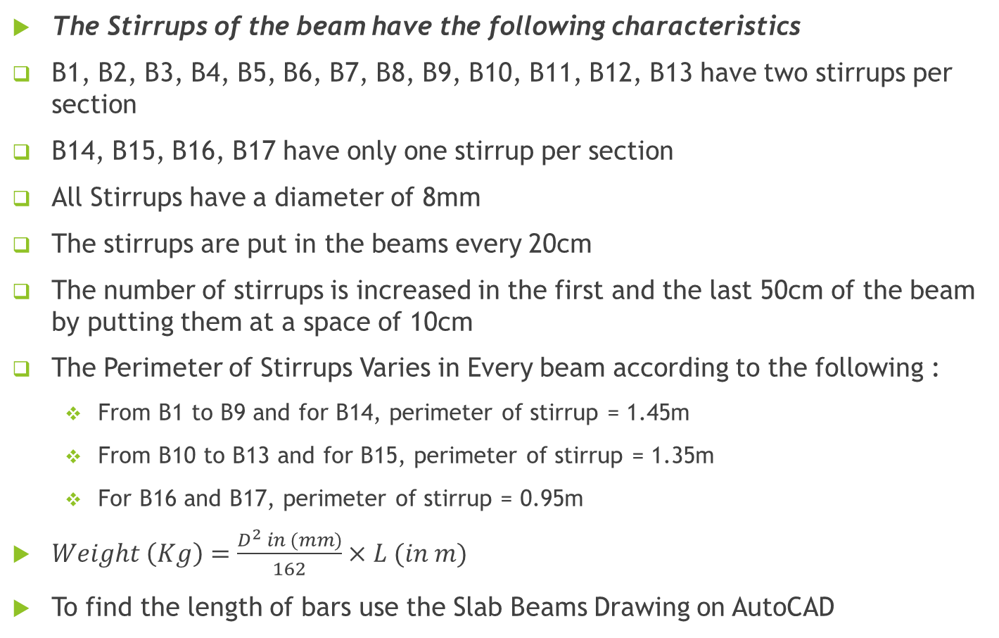 The Stirrups of the beam have the following characteristics
B1, B2, B3, B4, B5, B6, B7, B8, B9, B10, B11, B12, B13 have two stirrups per
section
B14, B15, B16, B17 have only one stirrup per section
All Stirrups have a diameter of 8mm
The stirrups are put in the beams every 20cm
The number of stirrups is increased in the first and the last 50cm of the beam
by putting them at a space of 10cm
The Perimeter of Stirrups Varies in Every beam according to the following :
From B1 to B9 and for B14, perimeter of stirrup = 1.45m
From B10 to B13 and for B15, perimeter of stirrup = 1.35m
For B16 and B17, perimeter of stirrup = 0.95m
Weight (Kg) = D² in (mm) / 162 × L (in m)
To find the length of bars use the Slab Beams Drawing on AutoCAD